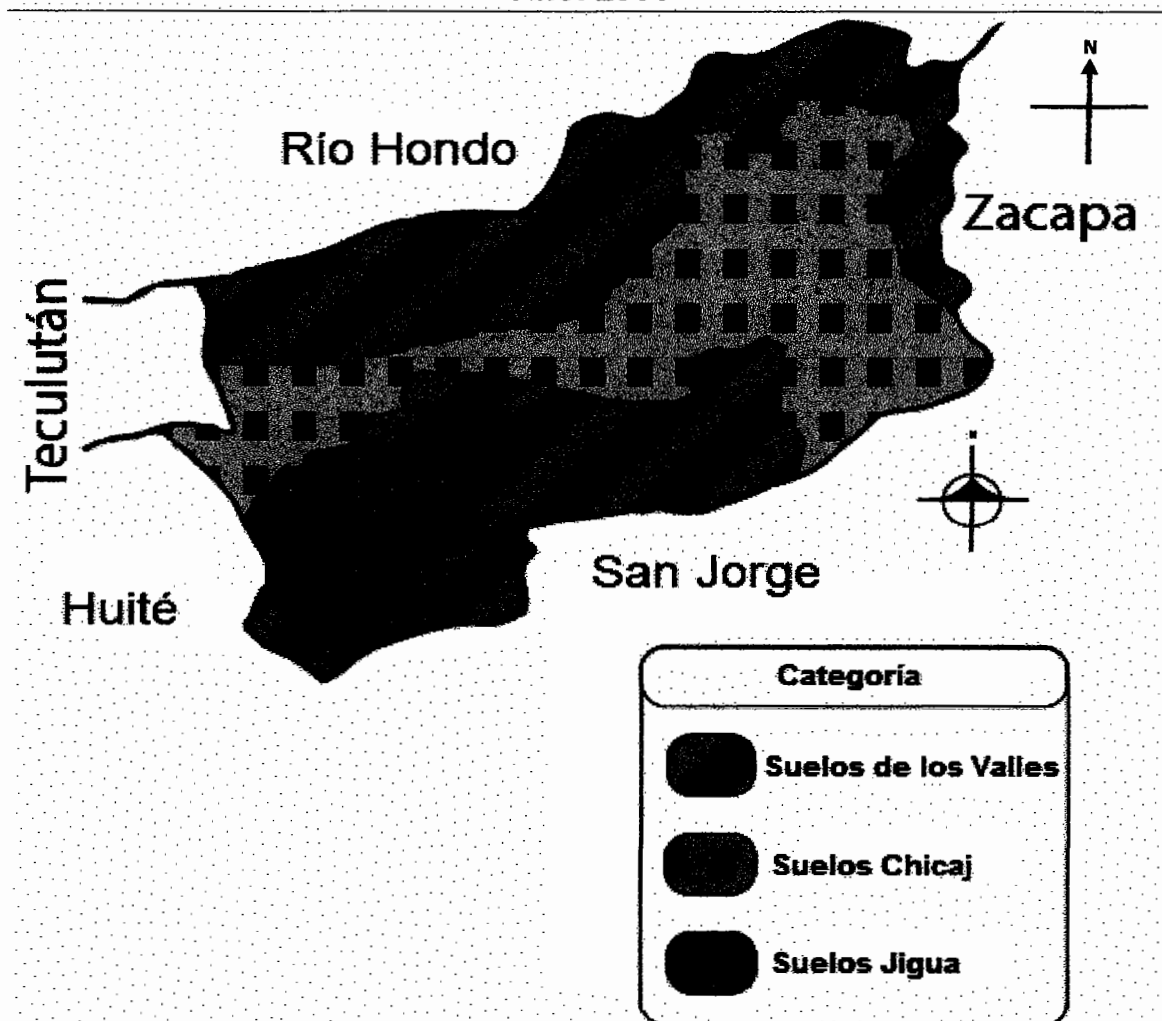 N
Río Hondo
Zacapa
Teculután
San Jorge
Huité
Categoría
Suelos de los Valles
Suelos Chicaj
Suelos Jigua